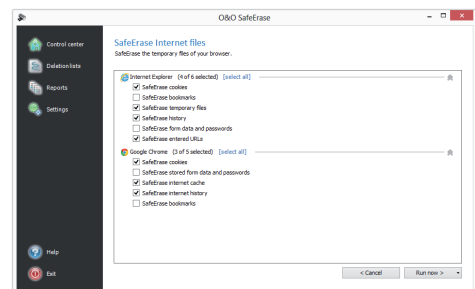 O&O SafeErase
Control center
Deletion lists
Reports
Settings
Help
Exit
SafeErase Internet files
SafeErase the temporary files of your browser.
Internet Explorer (4 of 6 selected) [select all]
SafeErase cookies
SafeErase bookmarks
SafeErase temporary files
SafeErase history
SafeErase form data and passwords
SafeErase entered URLs
Google Chrome (3 of 5 selected) [select all]
SafeErase cookies
SafeErase stored form data and passwords
SafeErase internet cache
SafeErase internet history
SafeErase bookmarks
< Cancel
Run now >